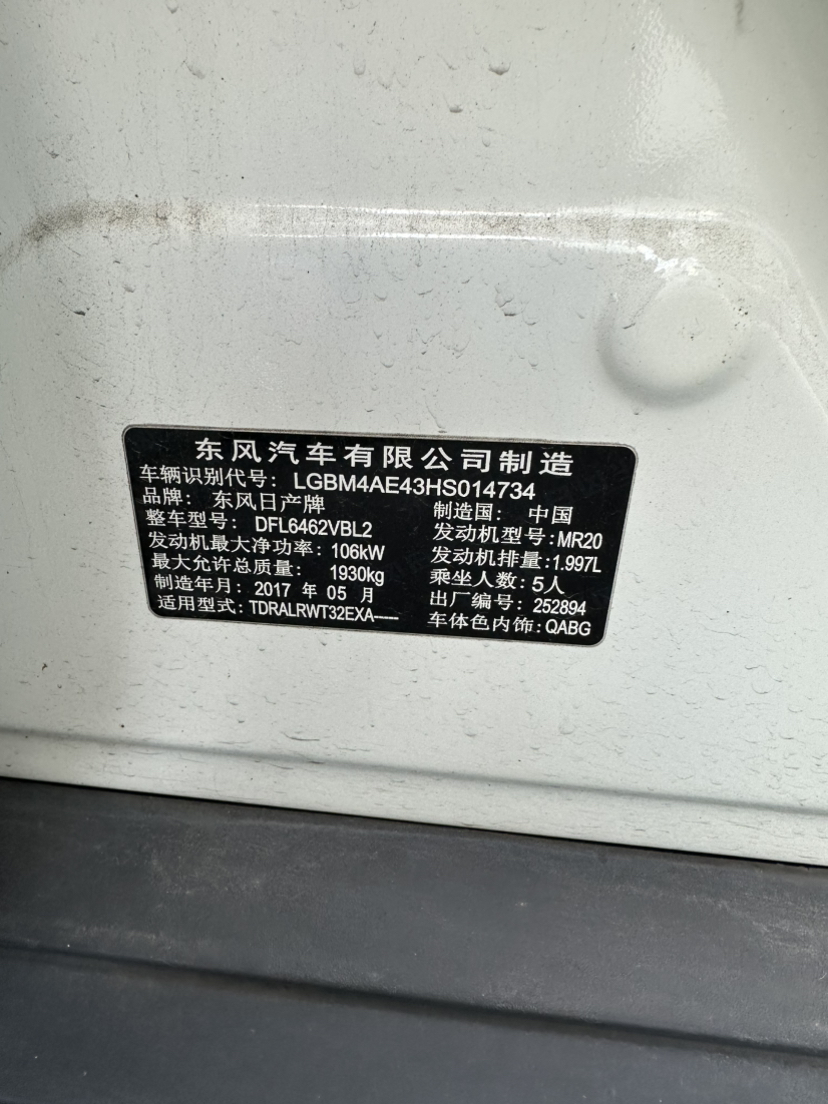 东风汽车有限公司制造
车辆识别代号: LGBM4AE43HS014734
品牌: 东风日产牌 制造国: 中国
整车型号: DFL6462VBL2 发动机型号:MR20
发动机最大净功率: 106kW 发动机排量:1.997L
最大允许总质量: 1930kg 乘坐人数:5人
制造年月: 2017 年 05 月 出厂编号: 252894
适用型式:TDRALRWT32EXA----- 车体色内饰:QABG